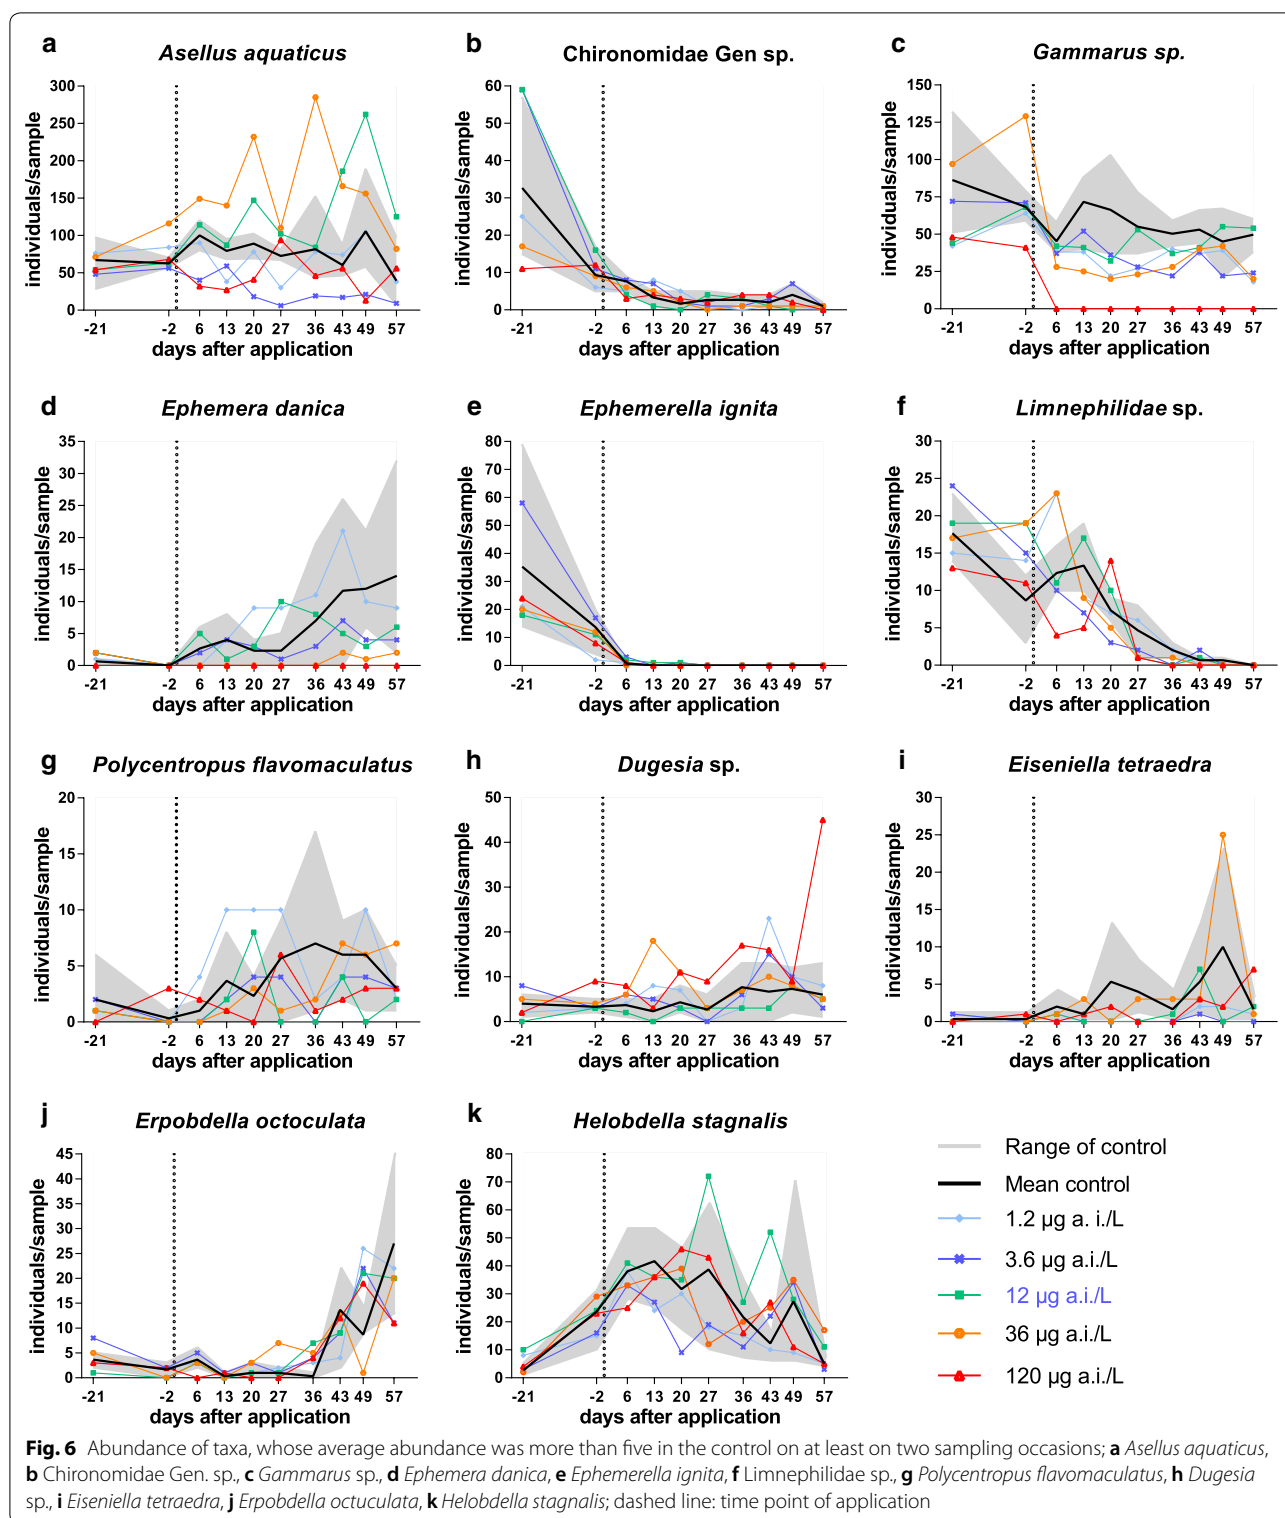 a
Asellus aquaticus
individuals/sample
300
250
200
150
100
50
0
-21 -2 6 13 20 27 36 43 49 57
days after application
b
Chironomidae Gen sp.
individuals/sample
60
50
40
30
20
10
0
-21 -2 6 13 20 27 36 43 49 57
days after application
c
Gammarus sp.
individuals/sample
150
125
100
75
50
25
0
-21 -2 6 13 20 27 36 43 49 57
days after application
d
Ephemera danica
individuals/sample
35
30
25
20
15
10
5
0
-21 -2 6 13 20 27 36 43 49 57
days after application
e
Ephemerella ignita
individuals/sample
80
70
60
50
40
30
20
10
0
-21 -2 6 13 20 27 36 43 49 57
days after application
f
Limnephilidae sp.
individuals/sample
30
25
20
15
10
5
0
-21 -2 6 13 20 27 36 43 49 57
days after application
g
Polycentropus flavomaculatus
individuals/sample
20
15
10
5
0
-21 -2 6 13 20 27 36 43 49 57
days after application
h
Dugesia sp.
individuals/sample
50
40
30
20
10
0
-21 -2 6 13 20 27 36 43 49 57
days after application
i
Eiseniella tetraedra
individuals/sample
30
25
20
15
10
5
0
-21 -2 6 13 20 27 36 43 49 57
days after application
j
Erpobdella octoculata
individuals/sample
45
40
35
30
25
20
15
10
5
0
-21 -2 6 13 20 27 36 43 49 57
days after application
k
Helobdella stagnalis
individuals/sample
80
70
60
50
40
30
20
10
0
-21 -2 6 13 20 27 36 43 49 57
days after application
Range of control
Mean control
1.2 µg a. i./L
3.6 µg a.i./L
12 µg a.i./L
36 µg a.i./L
120 µg a.i./L
Fig. 6 Abundance of taxa, whose average abundance was more than five in the control on at least on two sampling occasions; a Asellus aquaticus,
b Chironomidae Gen. sp., c Gammarus sp., d Ephemera danica, e Ephemerella ignita, f Limnephilidae sp., g Polycentropus flavomaculatus, h Dugesia
sp., i Eiseniella tetraedra, j Erpobdella octuculata, k Helobdella stagnalis; dashed line: time point of application